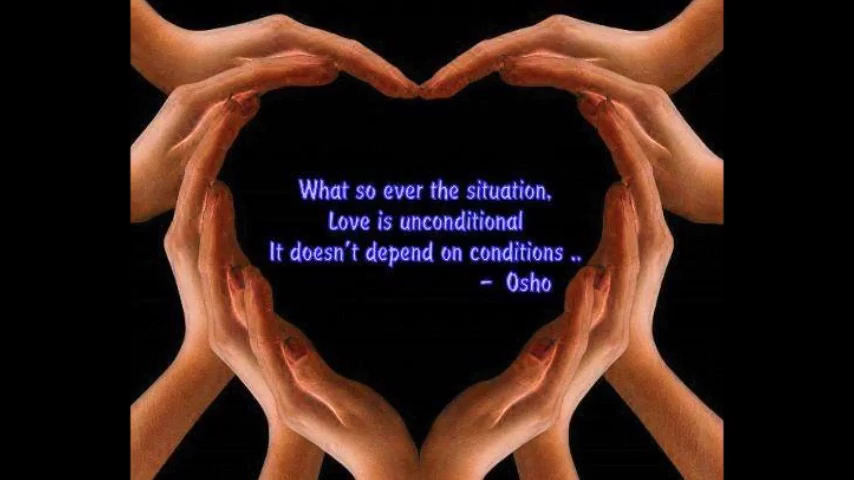 What so ever the situation,
Love is unconditional
It doesn't depend on conditions ..
- Osho